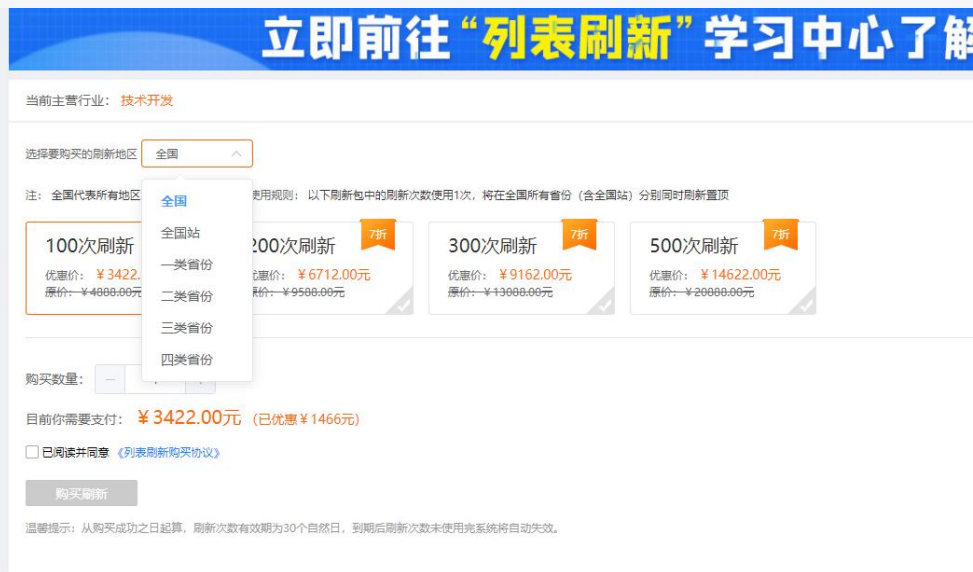 立即前往“列表刷新”学习中心了解
当前主营行业： 技术开发
选择要购买的刷新地区 全国
注： 全国代表所有地区 使用规则： 以下刷新包中的刷新次数使用1次，将在全国所有省份（含全国站）分别同时刷新置顶
全国
全国站
一类省份
二类省份
三类省份
四类省份
100次刷新
优惠价： ￥3422.
原价：￥4888.00元
200次刷新 7折
优惠价： ￥6712.00元
原价：￥9588.00元
300次刷新 7折
优惠价： ￥9162.00元
原价：￥13088.00元
500次刷新 7折
优惠价： ￥14622.00元
原价：￥20888.00元
购买数量：
目前你需要支付： ￥3422.00元 （已优惠￥1466元）
已阅读并同意 《列表刷新购买协议》
购买刷新
温馨提示：从购买成功之日起算，刷新次数有效期为30个自然日，到期后刷新次数未使用完系统将自动失效。